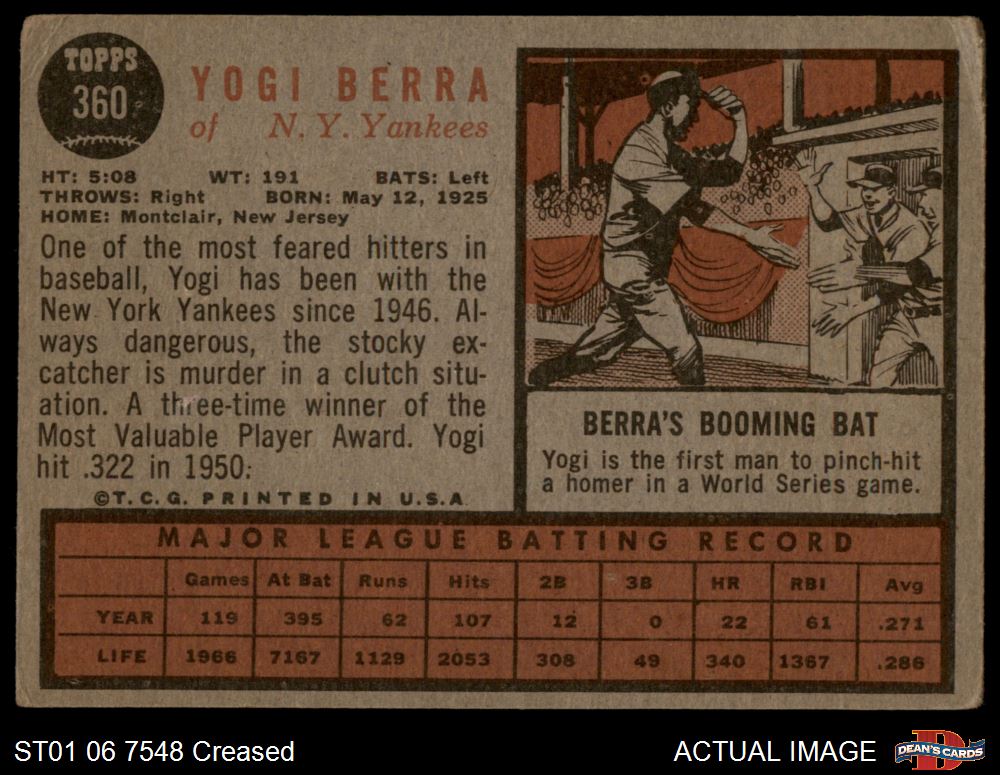 TOPPS
360
YOGI BERRA
of N. Y. Yankees
HT: 5:08 WT: 191 BATS: Left
THROWS: Right BORN: May 12, 1925
HOME: Montclair, New Jersey
One of the most feared hitters in
baseball, Yogi has been with the
New York Yankees since 1946. Al-
ways dangerous, the stocky ex-
catcher is murder in a clutch situ-
ation. A three-time winner of the
Most Valuable Player Award. Yogi
hit .322 in 1950.
©T.C.G. PRINTED IN U.S.A.
BERRA'S BOOMING BAT
Yogi is the first man to pinch-hit
a homer in a World Series game.
MAJOR LEAGUE BATTING RECORD
Games At Bat Runs Hits 2B 3B HR RBI Avg
YEAR 119 395 62 107 12 0 22 61 .271
LIFE 1966 7167 1129 2053 308 49 340 1367 .286
ST01 06 7548 Creased
ACTUAL IMAGE
DEAN'S CARDS